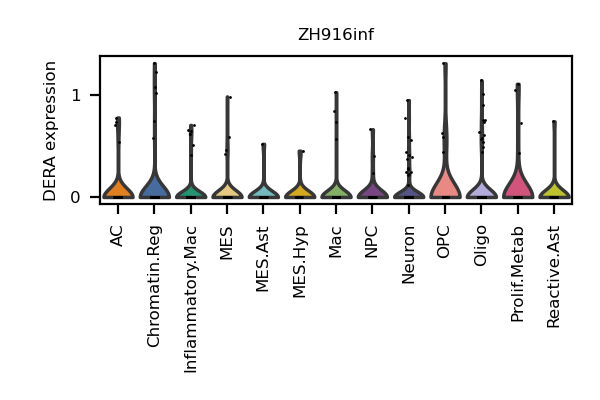 ZH916inf
DERA expression
1
0
AC
Chromatin.Reg
Inflammatory.Mac
MES
MES.Ast
MES.Hyp
Mac
NPC
Neuron
OPC
Oligo
Prolif.Metab
Reactive.Ast